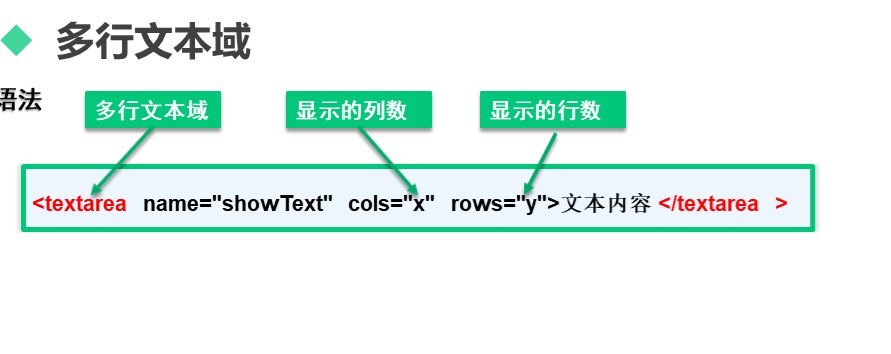 多行文本域
语法
多行文本域 显示的列数 显示的行数
<textarea name="showText" cols="x" rows="y">文本内容 </textarea >